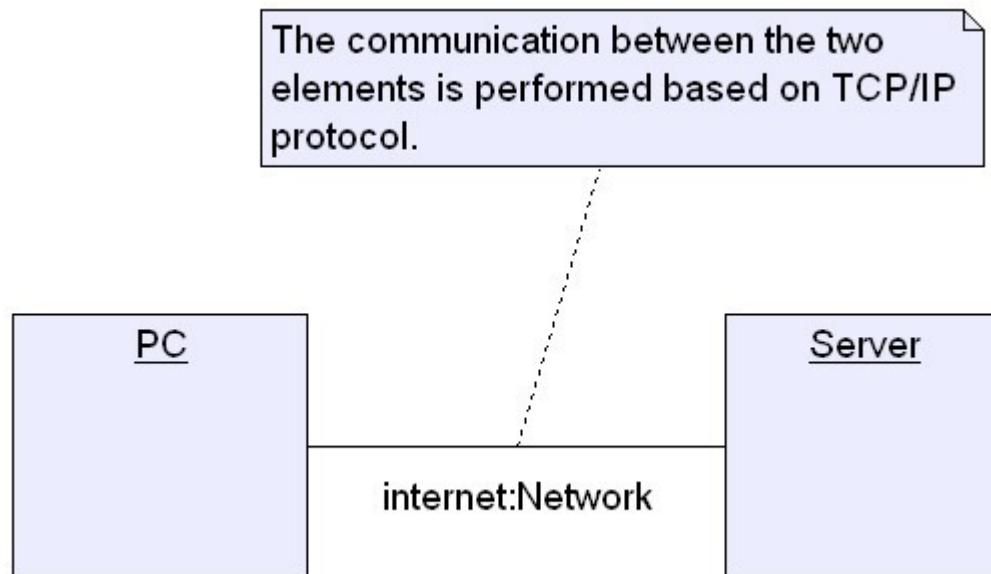 The communication between the two
elements is performed based on TCP/IP
protocol.
PC
Server
internet:Network